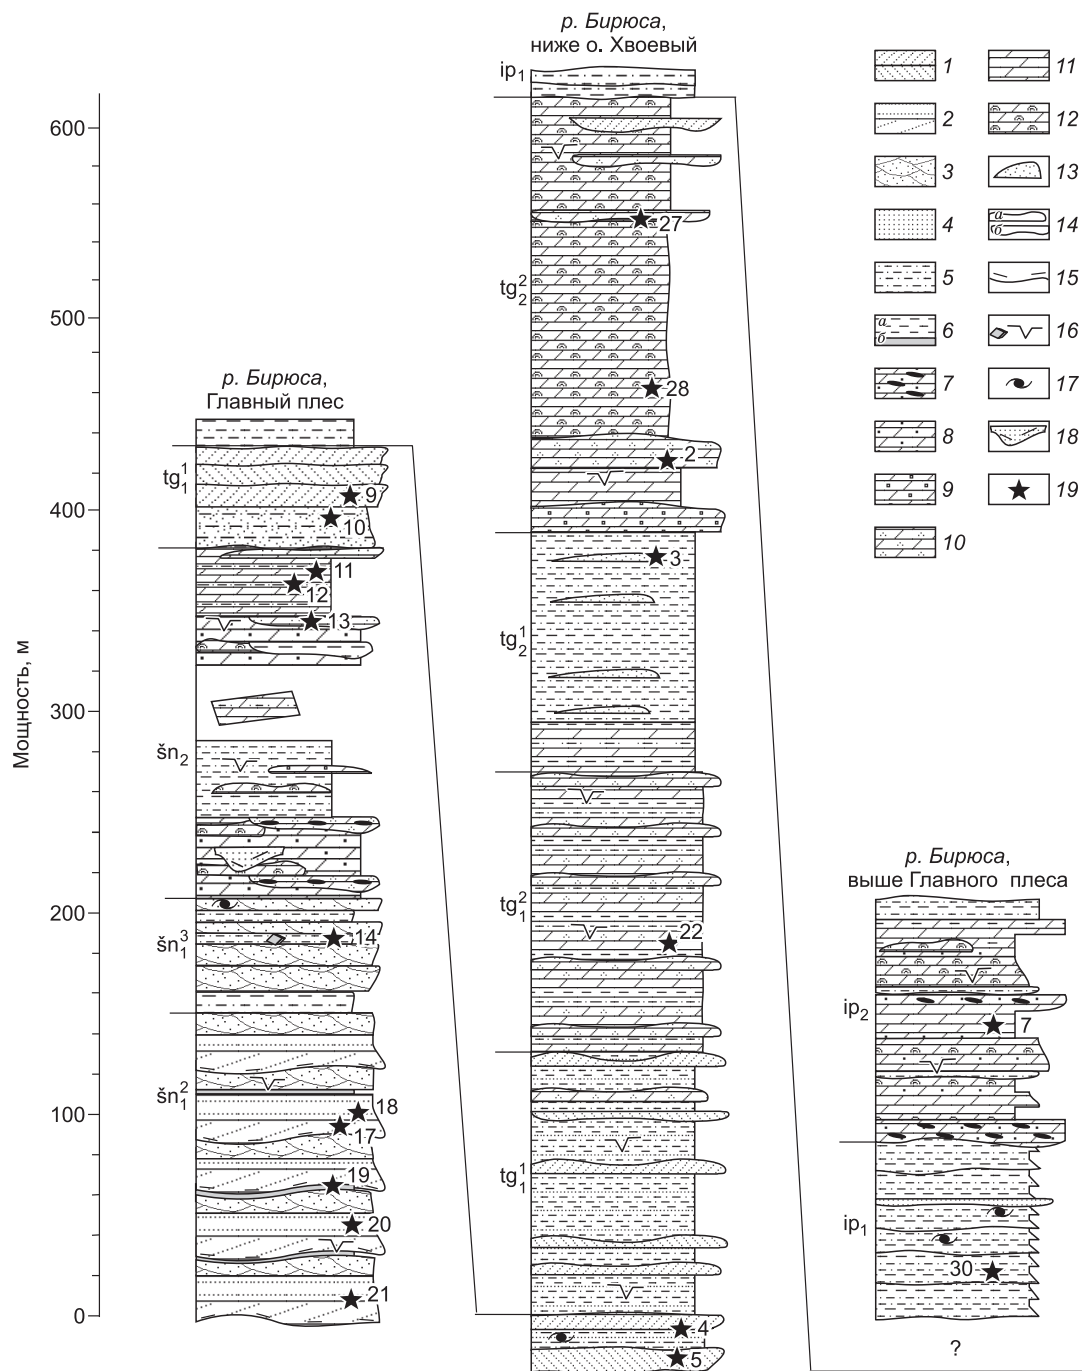 р. Бирюса,
ниже о. Хвоевый
ip1
600
500
400
300
200
100
0
Мощность, м
р. Бирюса,
Главный плес
tg1^1
9
10
11
12
13
šn2
šn1^3
14
šn1^2
18
17
19
20
21
27
tg2^2
28
2
3
tg2^1
tg1^2
22
tg1^1
4
5
р. Бирюса,
выше Главного плеса
ip2
7
ip1
30
?
1
2
3
4
5
а
б
6
7
8
9
10
11
12
13
а
б
14
15
16
17
18
19